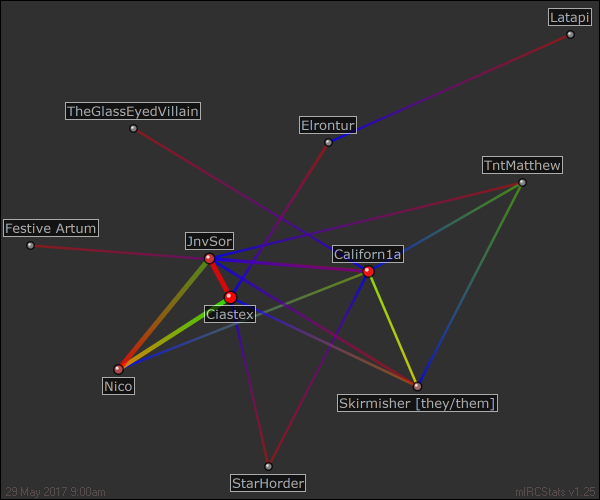 Latapi
TheGlassEyedVillain
Elrontur
TntMatthew
Festive Artum
JnvSor
Californ1a
Ciastex
Nico
Skirmisher [they/them]
StarHorder
29 May 2017 9:00am
mIRCStats v1.25